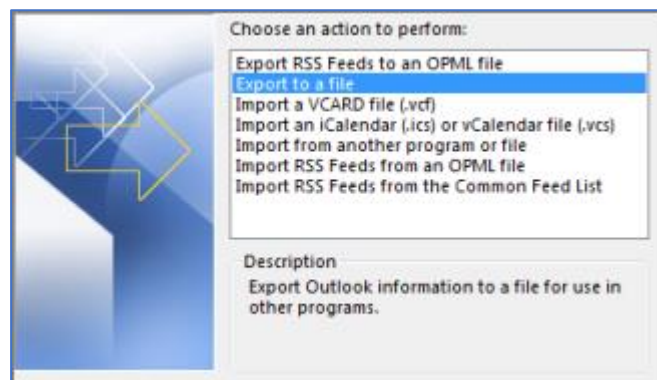 Choose an action to perform:
Export RSS Feeds to an OPML file
Export to a file
Import a VCARD file (.vcf)
Import an iCalendar (.ics) or vCalendar file (.vcs)
Import from another program or file
Import RSS Feeds from an OPML file
Import RSS Feeds from the Common Feed List
Description
Export Outlook information to a file for use in
other programs.